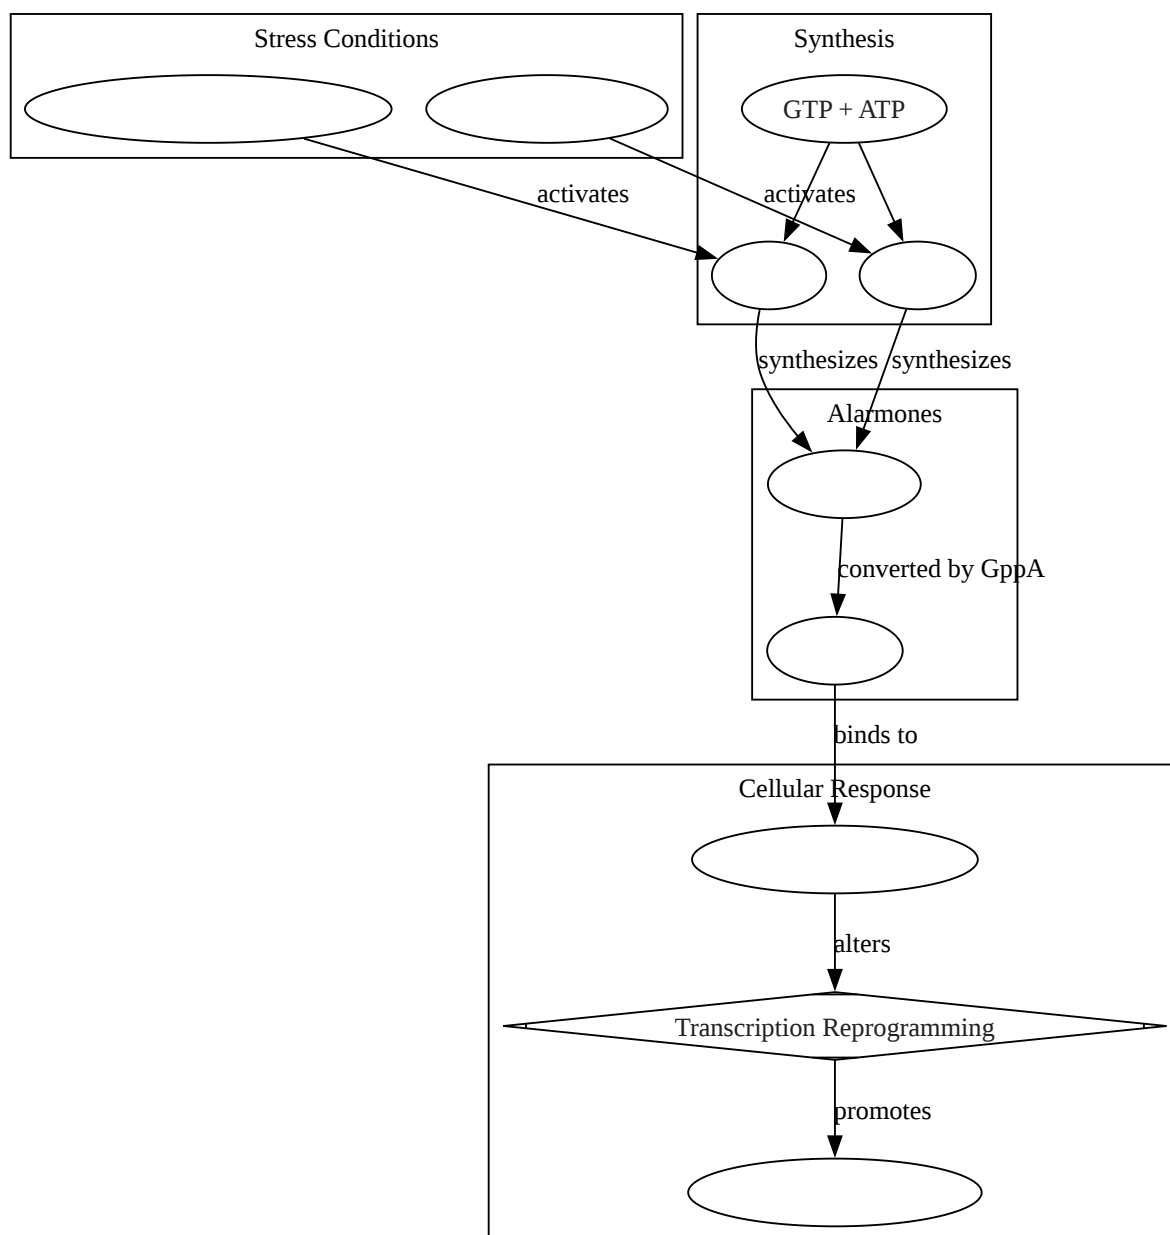 Stress Conditions
Synthesis
GTP + ATP
activates
activates
synthesizes
synthesizes
Alarmones
converted by GppA
binds to
Cellular Response
alters
Transcription Reprogramming
promotes